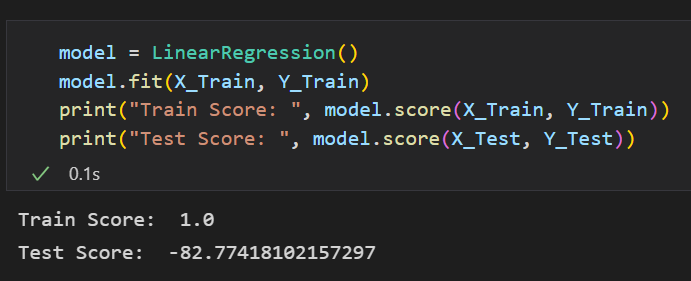 model = LinearRegression()
model.fit(X_Train, Y_Train)
print("Train Score: ", model.score(X_Train, Y_Train))
print("Test Score: ", model.score(X_Test, Y_Test))
0.1s
Train Score:  1.0
Test Score:  -82.77418102157297